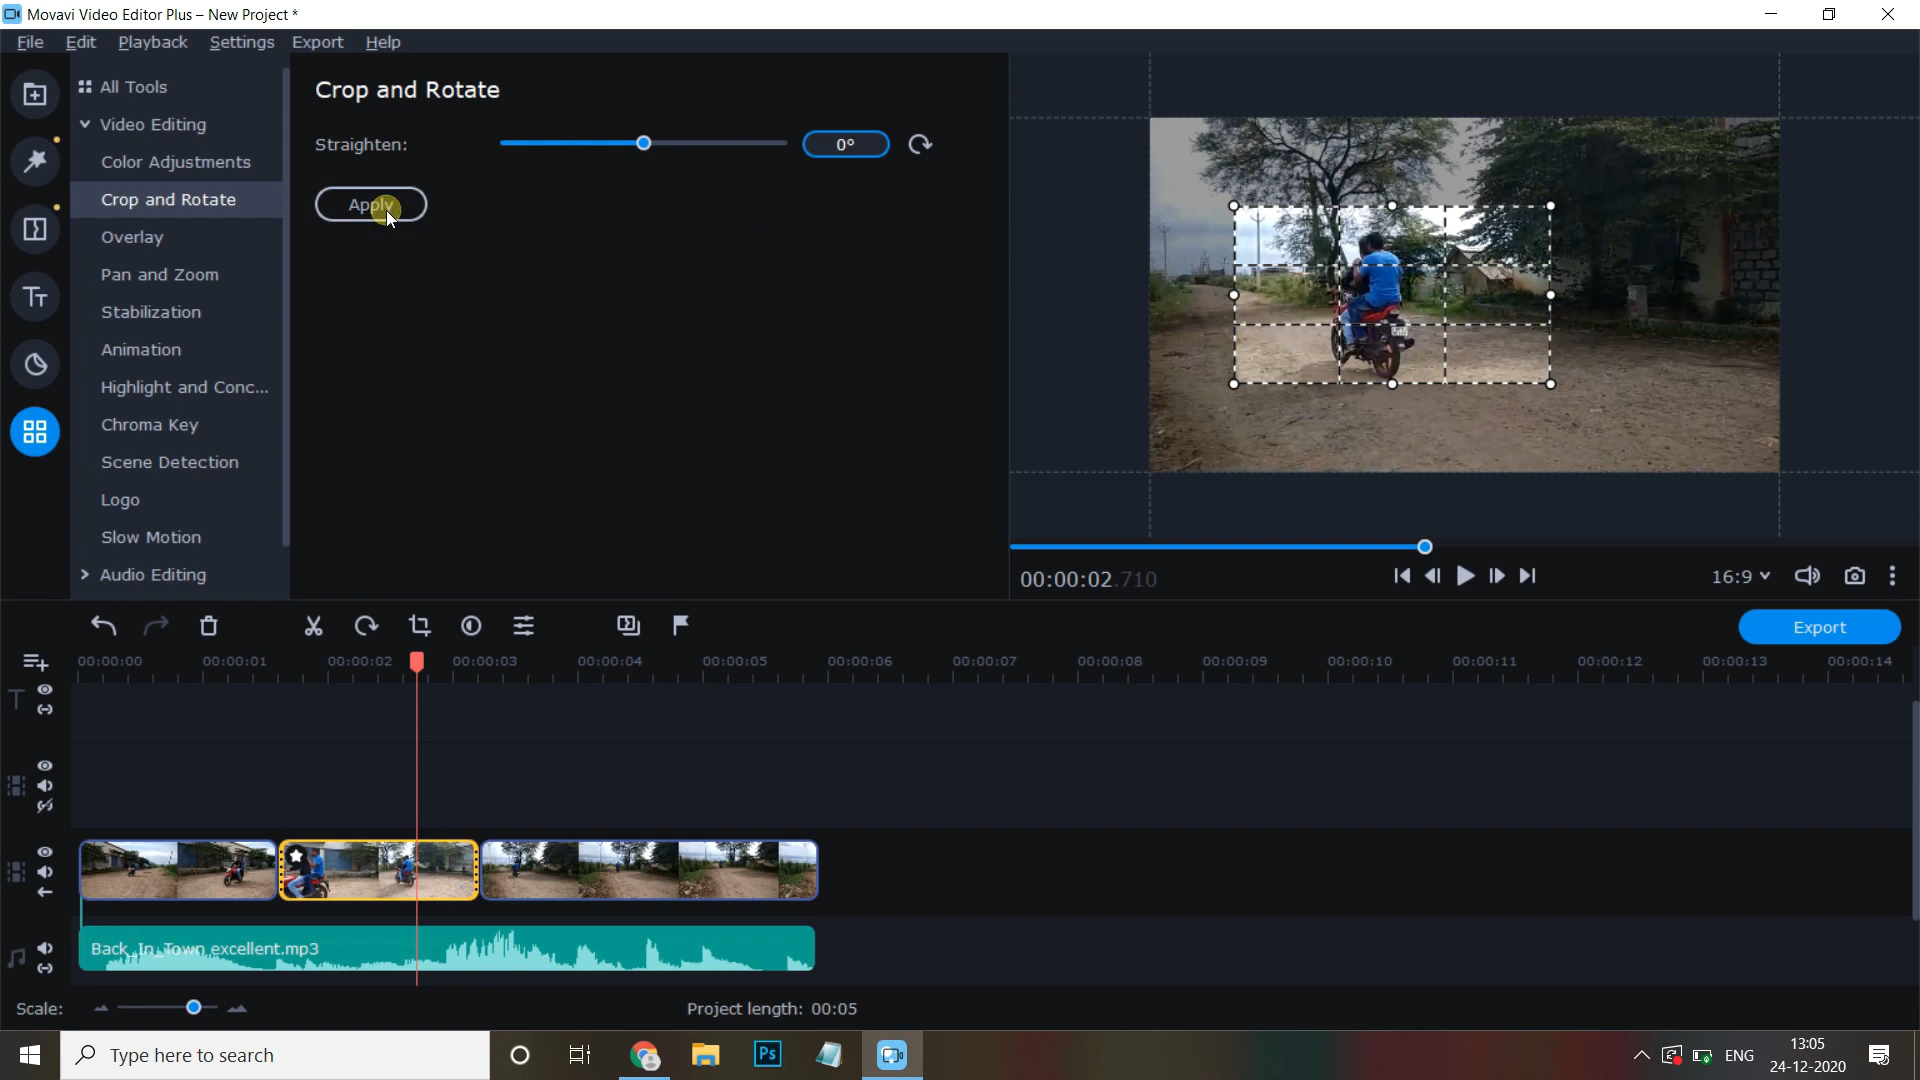 Movavi Video Editor Plus – New Project *
File Edit Playback Settings Export Help
All Tools
Video Editing
Color Adjustments
Crop and Rotate
Overlay
Pan and Zoom
Stabilization
Animation
Highlight and Conc...
Chroma Key
Scene Detection
Logo
Slow Motion
Audio Editing
Crop and Rotate
Straighten: 0°
Apply
00:00:02.710
16:9
Export
00:00:00 00:00:01 00:00:02 00:00:03 00:00:04 00:00:05 00:00:06 00:00:07 00:00:08 00:00:09 00:00:10 00:00:11 00:00:12 00:00:13 00:00:14
Back_In_Town excellent.mp3
Scale:
Project length: 00:05
Type here to search
Ps
ENG
13:05
24-12-2020